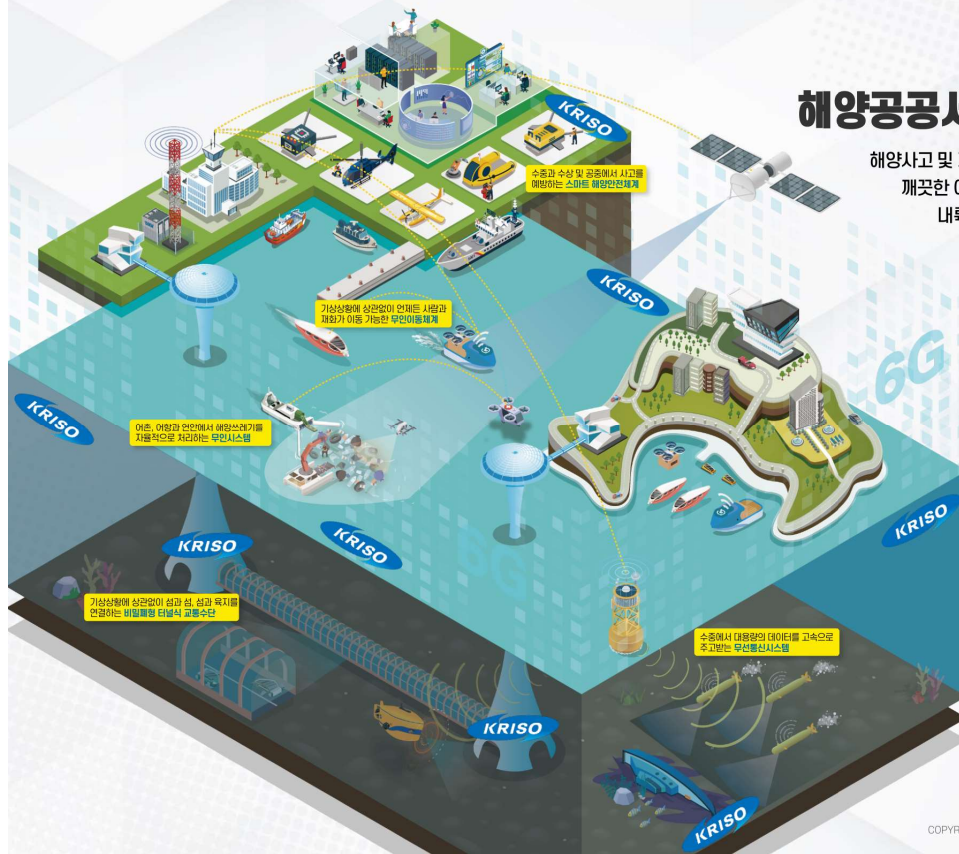 해양공공서
해양사고 및
깨끗한
KRISO
수중과 수상 및 공중에서 사고를
예방하는 스마트 해양안전체계
KRISO
기상상황에 상관없이 언제든 사람과
재화가 이동 가능한 무인이동체계
6G
KRISO
어촌, 어항과 연안에서 해양쓰레기를
자율적으로 처리하는 무인시스템
KRISO
KRISO
KRISO
6G
기상상황에 상관없이 섬과 섬, 섬과 육지를
연결하는 비밀폐형 터널식 교통수단
수중에서 대용량의 데이터를 고속으로
주고받는 무선통신시스템
KRISO
KRISO
COPYR